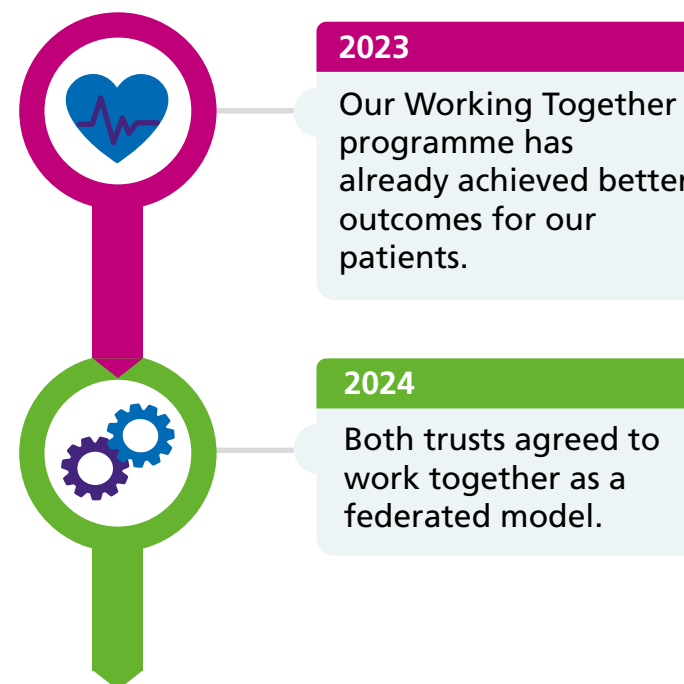 2023
Our Working Together
programme has
already achieved better
outcomes for our
patients.
2024
Both trusts agreed to
work together as a
federated model.